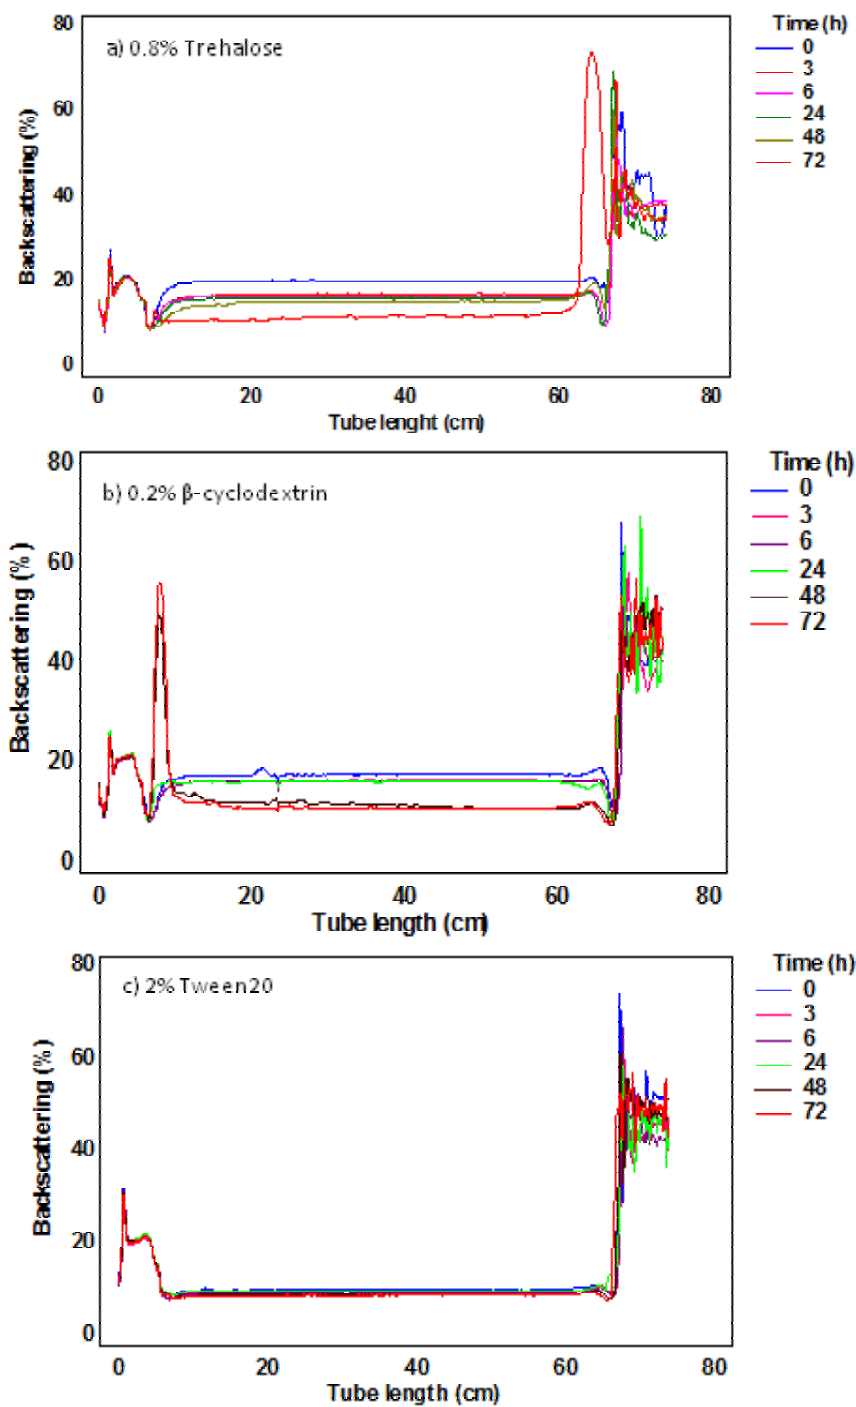 80
Time (h)
a) 0.8% Trehalose
0
3
60
6
24
48
72
Backscattering (%)
40
20
0
0 20 40 60 80
Tube lenght (cm)
80
Time (h)
b) 0.2% β-cyclodextrin
0
3
60
6
24
48
72
Backscattering (%)
40
20
0
0 20 40 60 80
Tube length (cm)
80
Time (h)
c) 2% Tween20
0
3
60
6
24
48
72
Backscattering (%)
40
20
0
0 20 40 60 80
Tube length (cm)